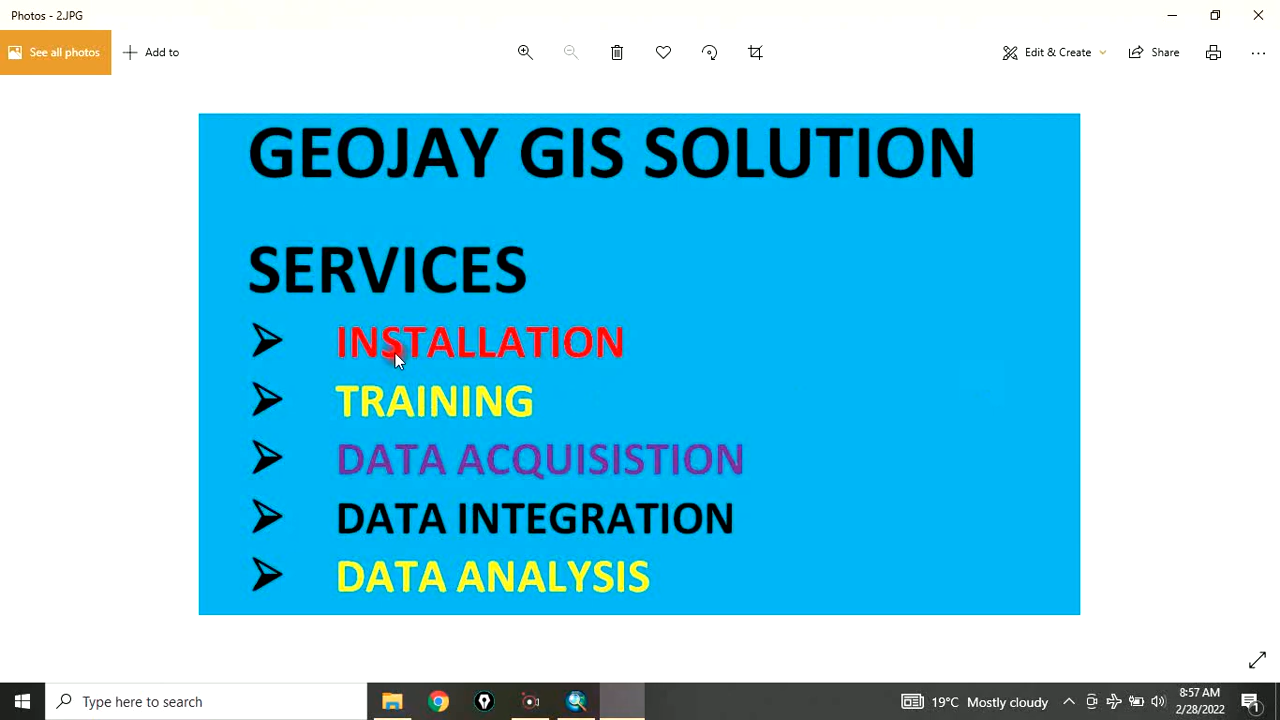 Photos - 2.JPG
See all photos
Add to
Edit & Create
Share
GEOJAY GIS SOLUTION
SERVICES
➢ INSTALLATION
➢ TRAINING
➢ DATA ACQUISISTION
➢ DATA INTEGRATION
➢ DATA ANALYSIS
Type here to search
19°C Mostly cloudy
8:57 AM
2/28/2022
1